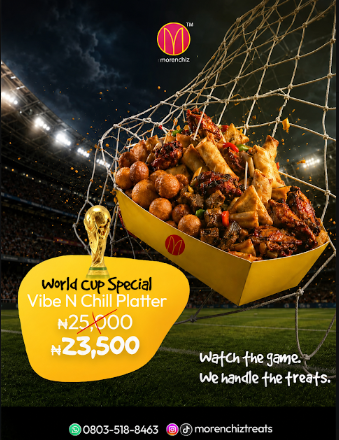 TM
morenchiz
World Cup Special
Vibe N Chill Platter
₦25,000
₦23,500
Watch the game.
We handle the treats.
0803-518-8463 morenchiztreats